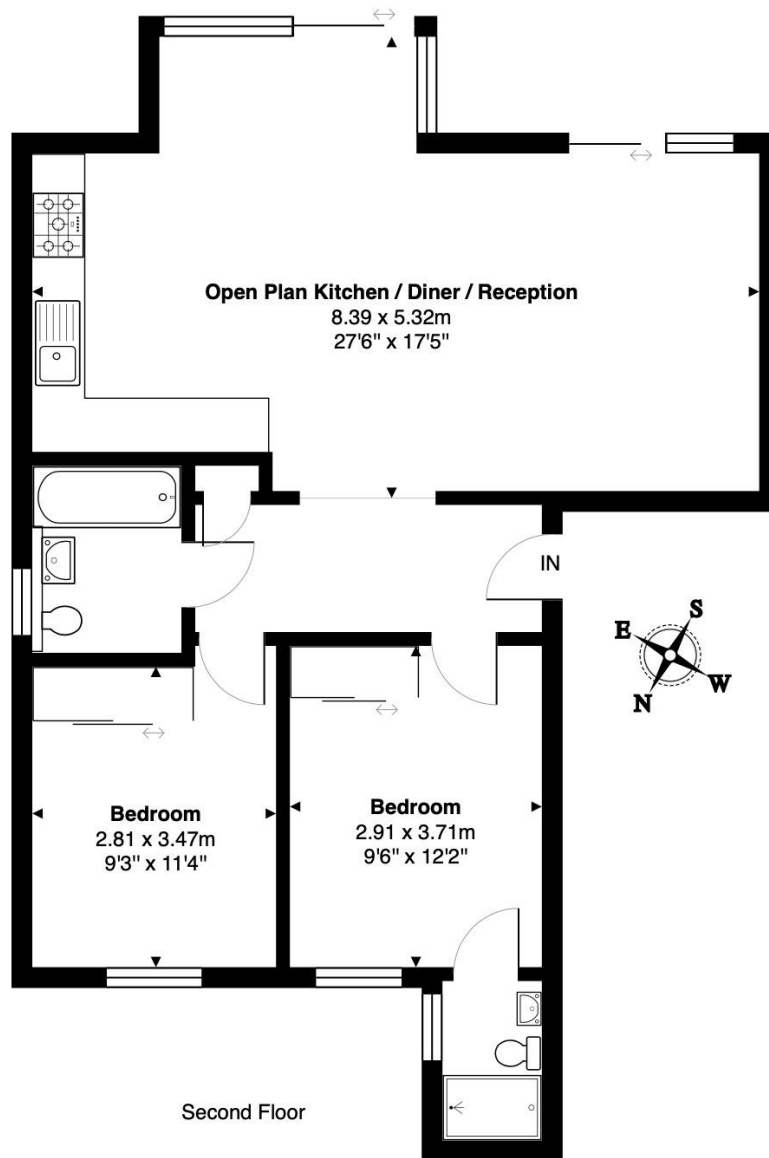 Open Plan Kitchen / Diner / Reception
8.39 x 5.32m
27'6" x 17'5"
IN
S
E
W
N
Bedroom
2.81 x 3.47m
9'3" x 11'4"
Bedroom
2.91 x 3.71m
9'6" x 12'2"
Second Floor